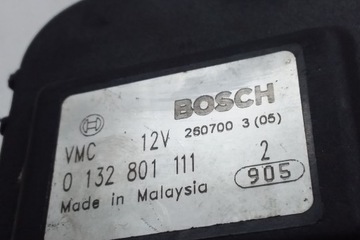 BOSCH
VMC 12V 260700 3 (05)
0 132 801 111 2
Made in Malaysia 905